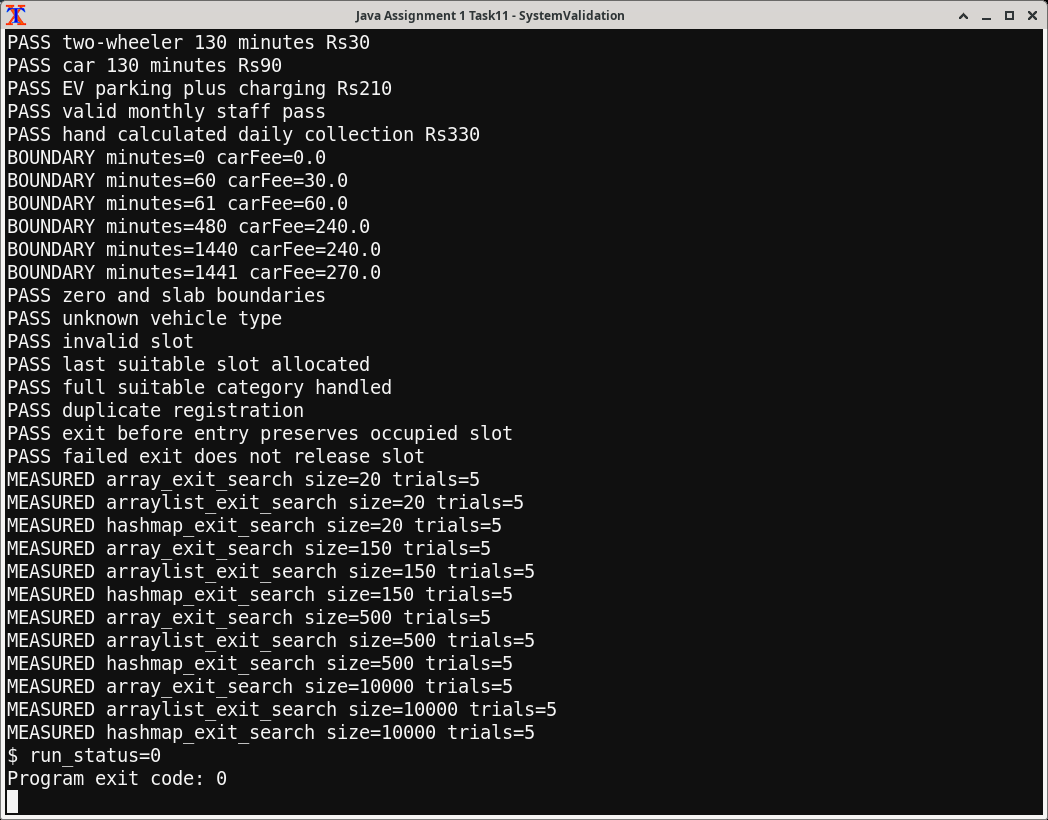 Java Assignment 1 Task11 - SystemValidation
PASS two-wheeler 130 minutes Rs30
PASS car 130 minutes Rs90
PASS EV parking plus charging Rs210
PASS valid monthly staff pass
PASS hand calculated daily collection Rs330
BOUNDARY minutes=0 carFee=0.0
BOUNDARY minutes=60 carFee=30.0
BOUNDARY minutes=61 carFee=60.0
BOUNDARY minutes=480 carFee=240.0
BOUNDARY minutes=1440 carFee=240.0
BOUNDARY minutes=1441 carFee=270.0
PASS zero and slab boundaries
PASS unknown vehicle type
PASS invalid slot
PASS last suitable slot allocated
PASS full suitable category handled
PASS duplicate registration
PASS exit before entry preserves occupied slot
PASS failed exit does not release slot
MEASURED array_exit_search size=20 trials=5
MEASURED arraylist_exit_search size=20 trials=5
MEASURED hashmap_exit_search size=20 trials=5
MEASURED array_exit_search size=150 trials=5
MEASURED arraylist_exit_search size=150 trials=5
MEASURED hashmap_exit_search size=150 trials=5
MEASURED array_exit_search size=500 trials=5
MEASURED arraylist_exit_search size=500 trials=5
MEASURED hashmap_exit_search size=500 trials=5
MEASURED array_exit_search size=10000 trials=5
MEASURED arraylist_exit_search size=10000 trials=5
MEASURED hashmap_exit_search size=10000 trials=5
$ run_status=0
Program exit code: 0